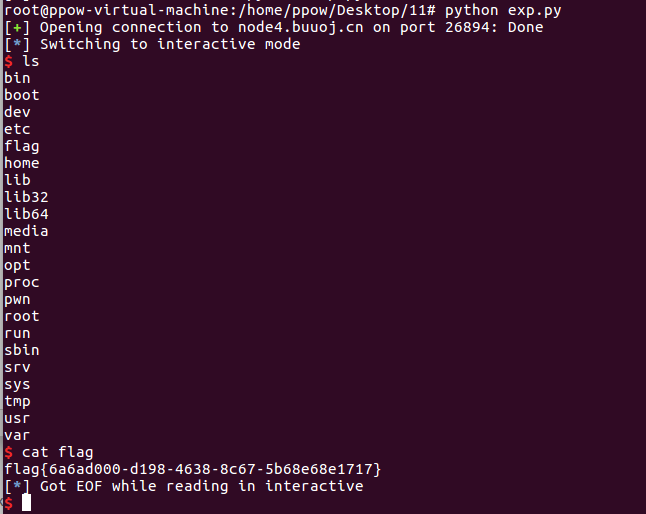 root@ppow-virtual-machine:/home/ppow/Desktop/11# python exp.py
[+] Opening connection to node4.buuoj.cn on port 26894: Done
[*] Switching to interactive mode
$ ls
bin
boot
dev
etc
flag
home
lib
lib32
lib64
media
mnt
opt
proc
pwn
root
run
sbin
srv
sys
tmp
usr
var
$ cat flag
flag{6a6ad000-d198-4638-8c67-5b68e68e1717}
[*] Got EOF while reading in interactive
$